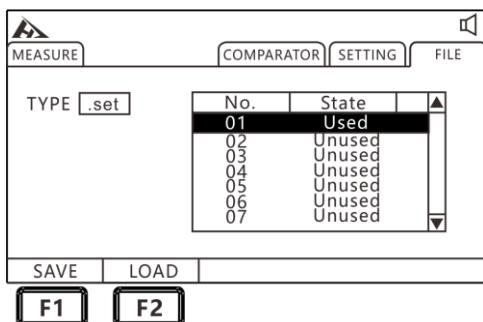 MEASURE COMPARATOR SETTING FILE
TYPE .set
No. State
01 Used
02 Unused
03 Unused
04 Unused
05 Unused
06 Unused
07 Unused
SAVE LOAD
F1 F2